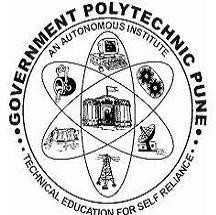 GOVERNMENT POLYTECHNIC PUNE
AN AUTONOMOUS INSTITUTE
TECHNICAL EDUCATION FOR SELF RELIANCE